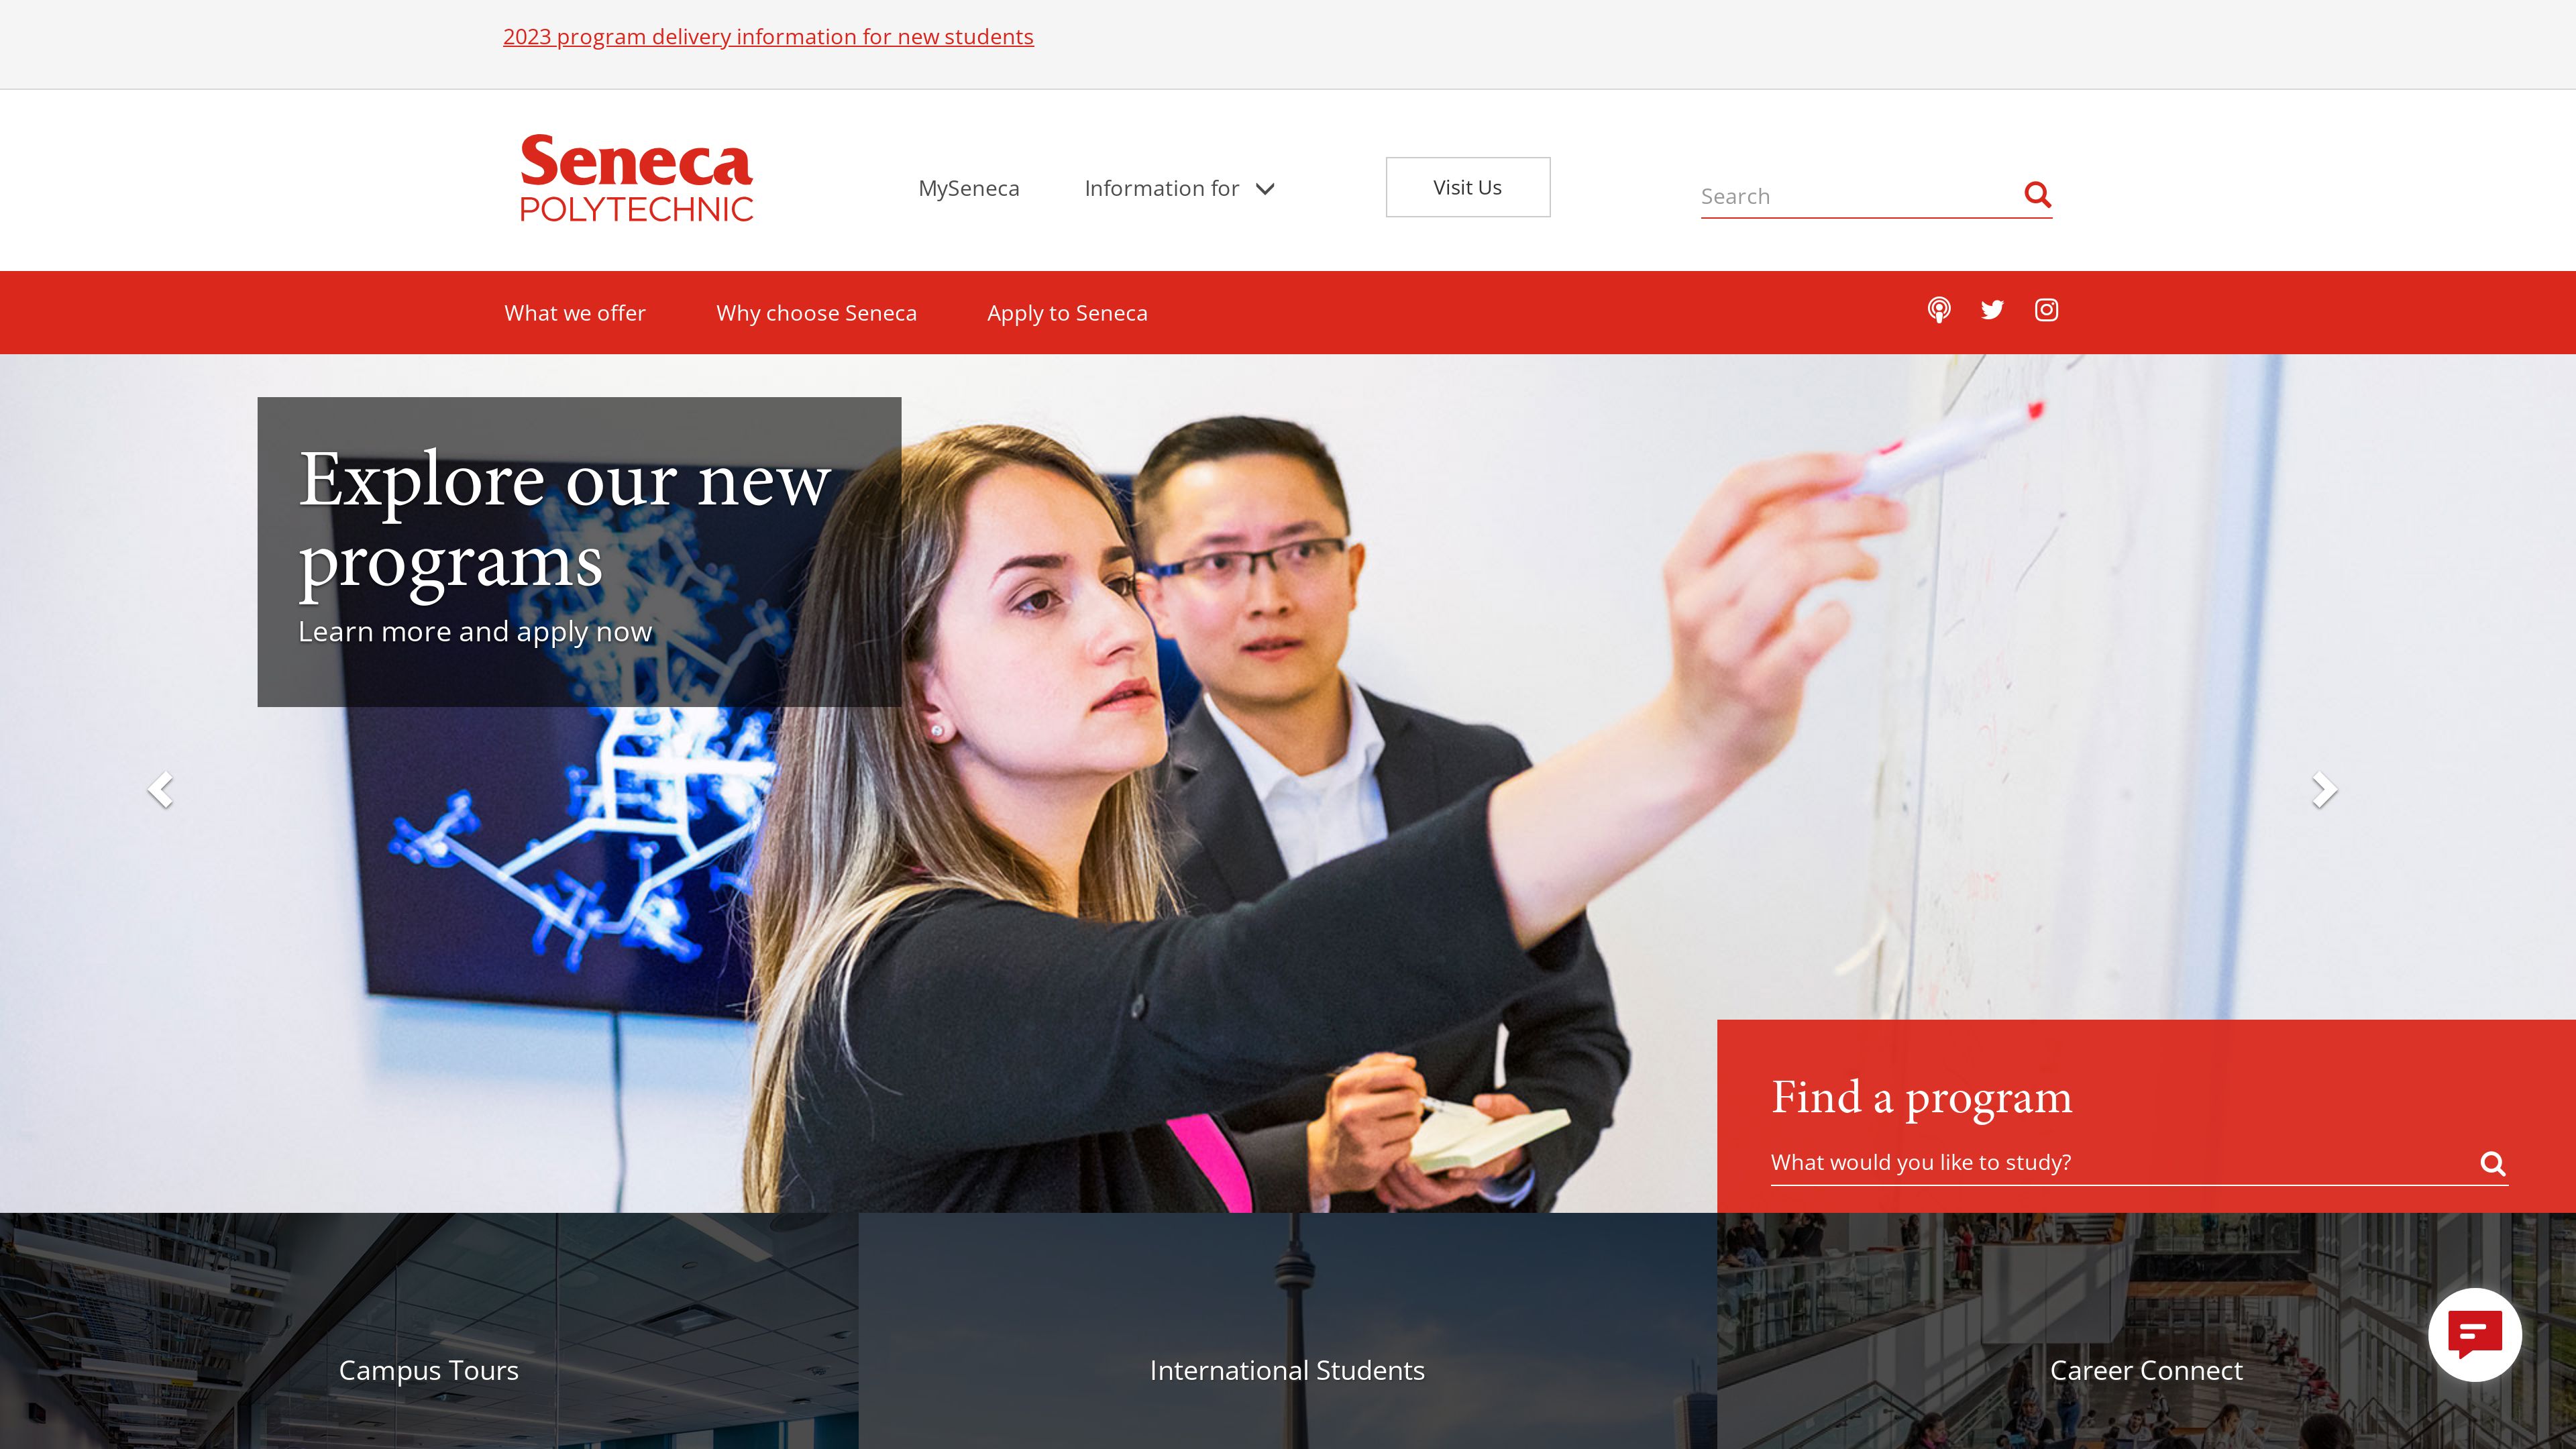 2023 program delivery information for new students
Seneca
POLYTECHNIC
MySeneca
Information for
Visit Us
Search
What we offer
Why choose Seneca
Apply to Seneca
Explore our new
programs
Learn more and apply now
Find a program
What would you like to study?
Campus Tours
International Students
Career Connect